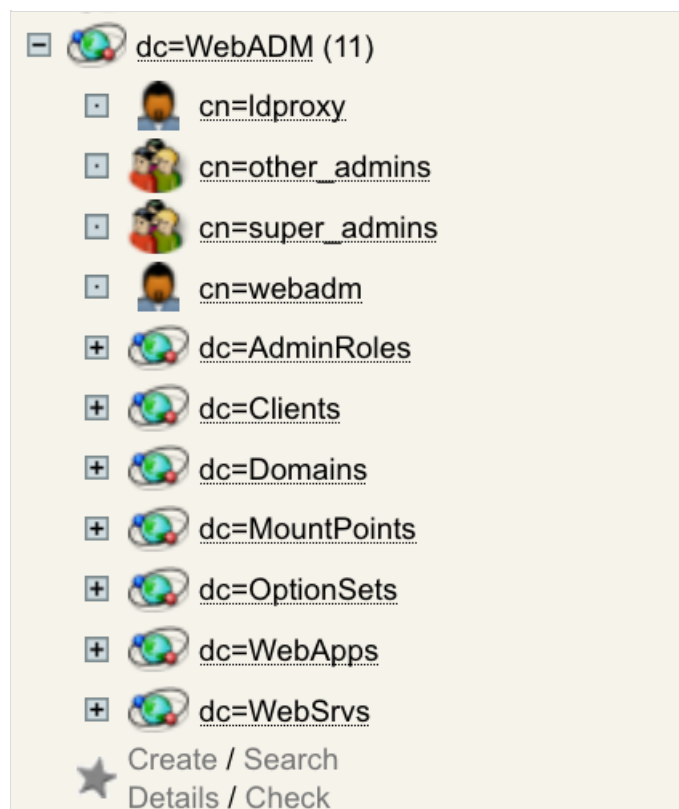 dc=WebADM (11)
cn=ldproxy
cn=other_admins
cn=super_admins
cn=webadm
dc=AdminRoles
dc=Clients
dc=Domains
dc=MountPoints
dc=OptionSets
dc=WebApps
dc=WebSrvs
Create / Search
Details / Check